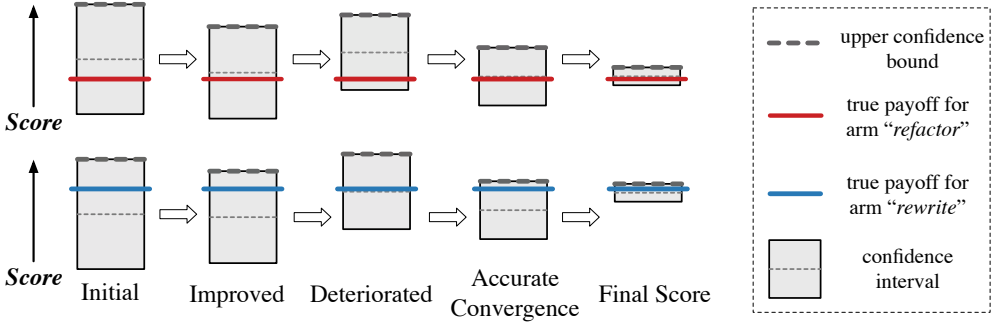 Score
Score
Initial
Improved
Deteriorated
Accurate
Convergence
Final Score
upper confidence
bound
true payoff for
arm “refactor”
true payoff for
arm “rewrite”
confidence
interval